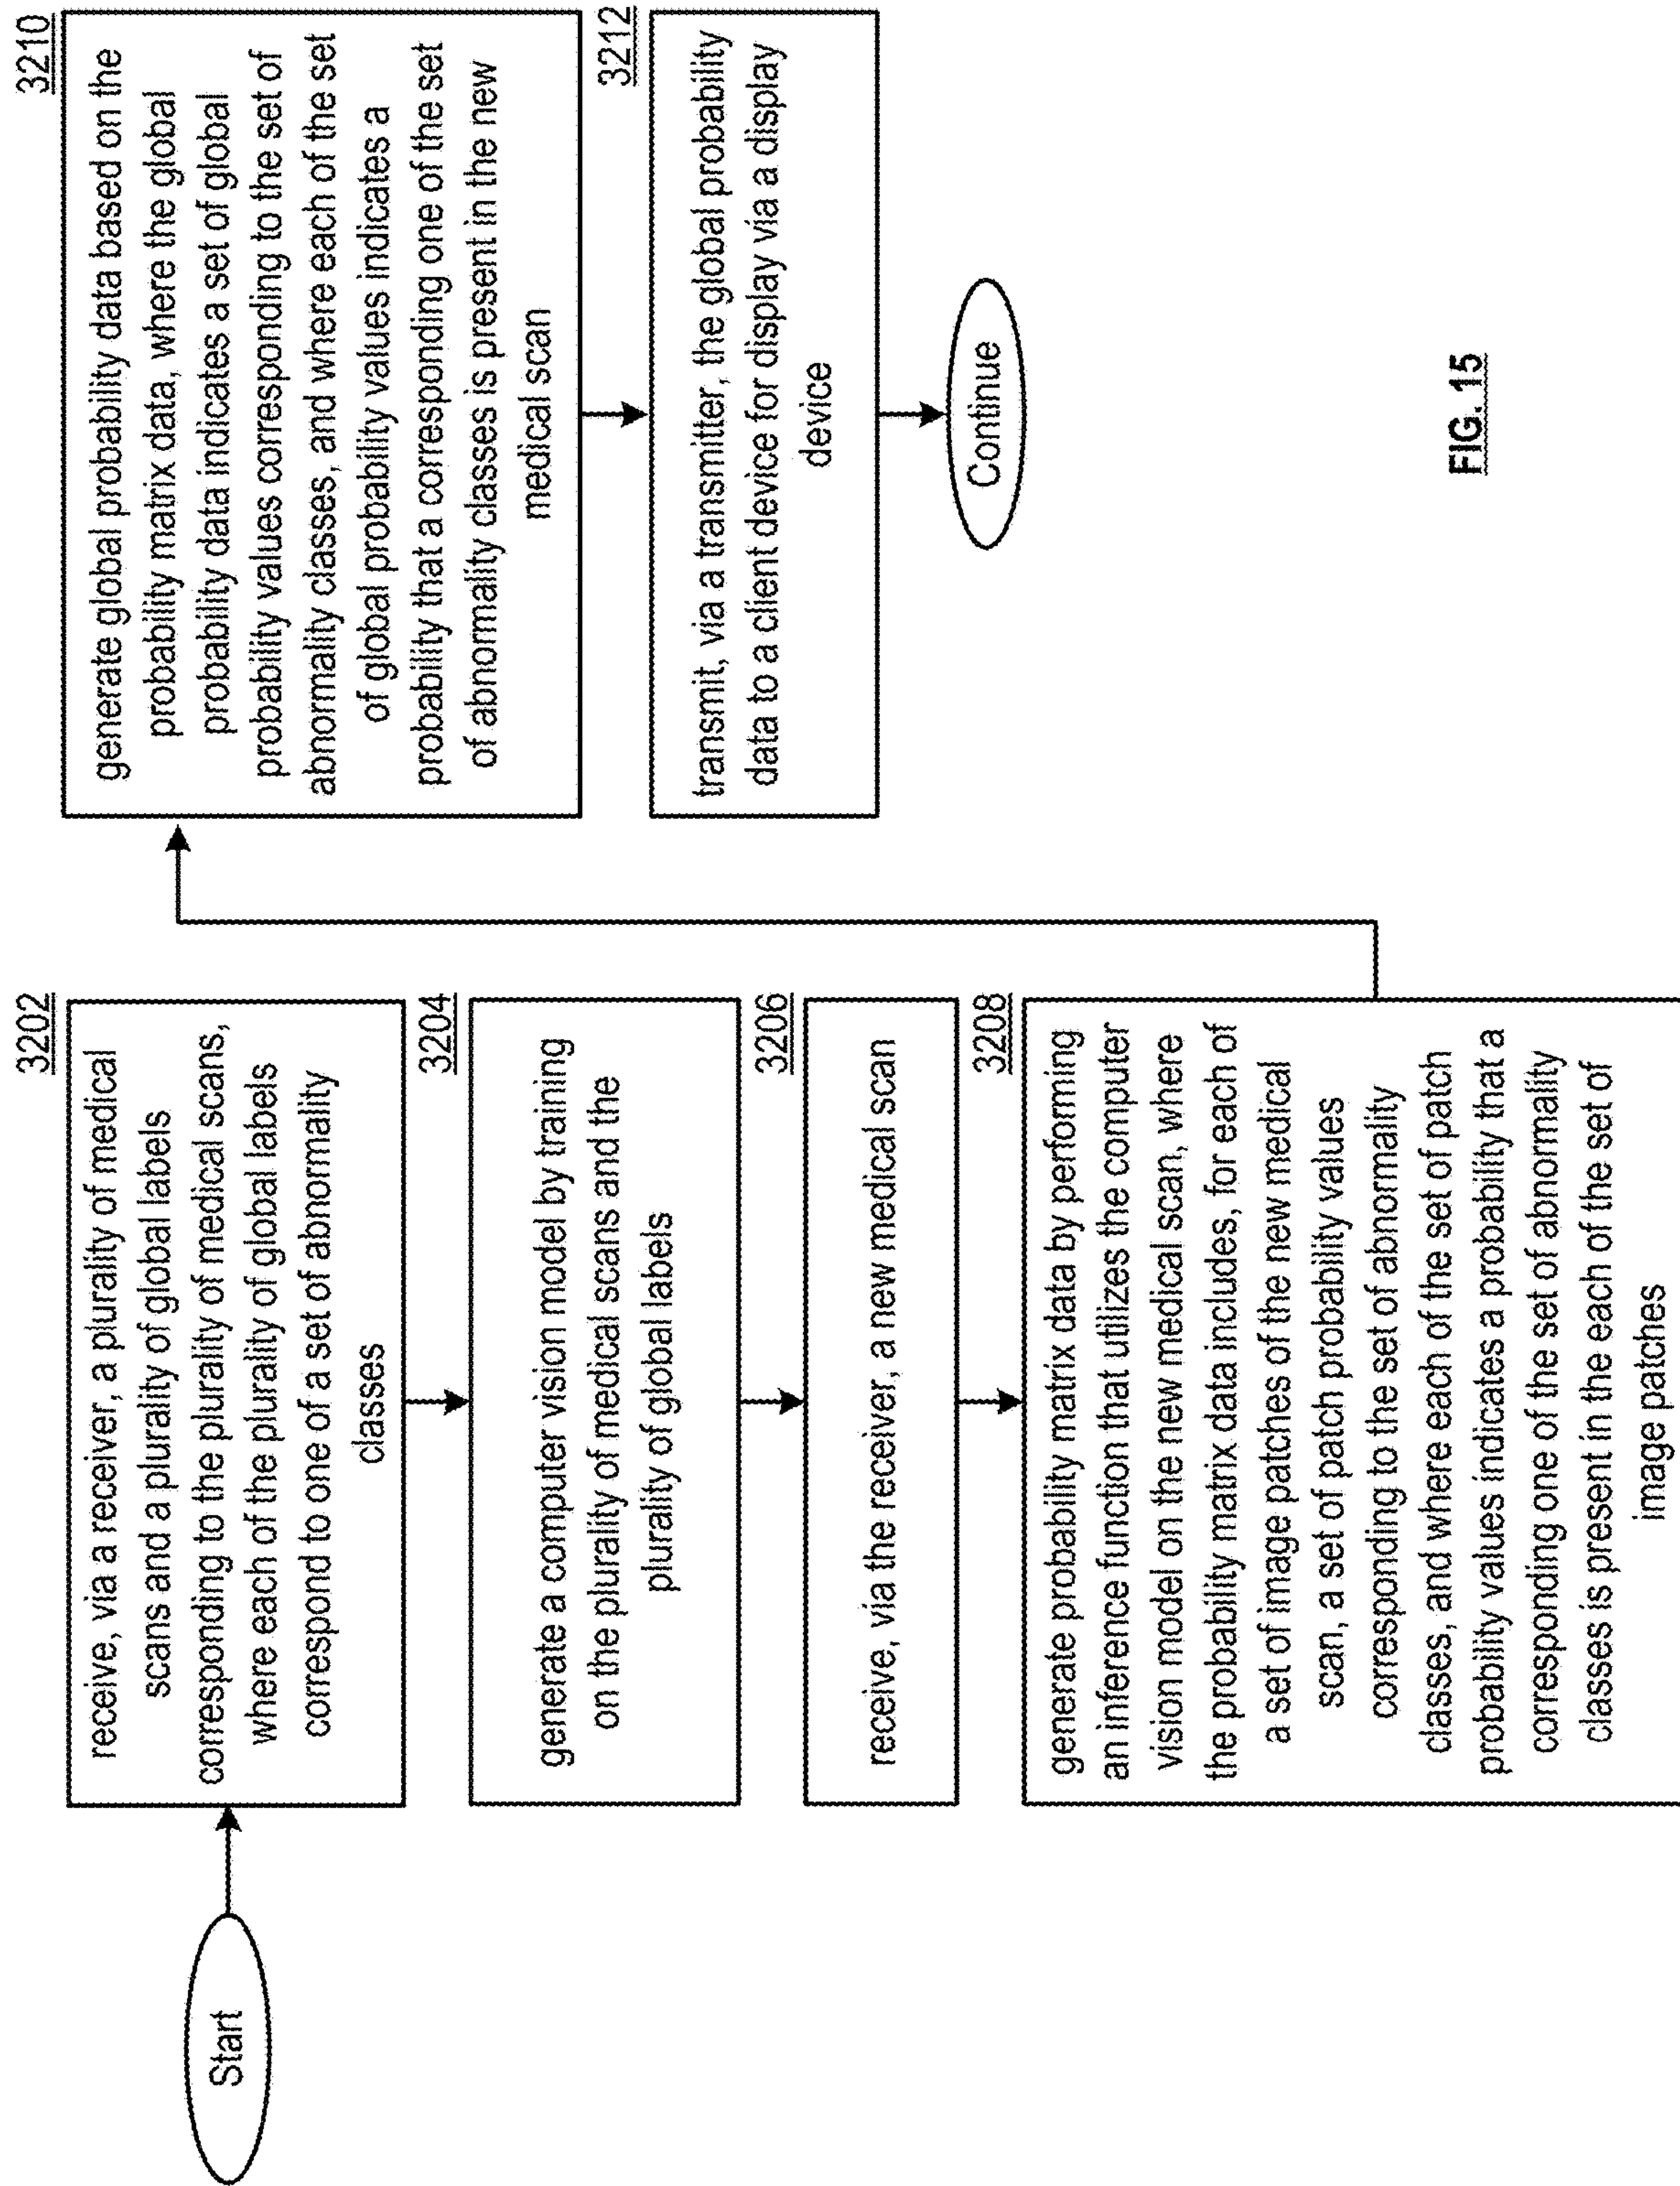 Start
3202
receive, via a receiver, a plurality of medical
scans and a plurality of global labels
corresponding to the plurality of medical scans,
where each of the plurality of global labels
correspond to one of a set of abnormality
classes
3204
generate a computer vision model by training
on the plurality of medical scans and the
plurality of global labels
3206
receive, via the receiver, a new medical scan
3208
generate probability matrix data by performing
an inference function that utilizes the computer
vision model on the new medical scan, where
the probability matrix data includes, for each of
a set of image patches of the new medical
scan, a set of patch probability values
corresponding to the set of abnormality
classes, and where each of the set of patch
probability values indicates a probability that a
corresponding one of the set of abnormality
classes is present in the each of the set of
image patches
3210
generate global probability data based on the
probability matrix data, where the global
probability data indicates a set of global
probability values corresponding to the set of
abnormality classes, and where each of the set
of global probability values indicates a
probability that a corresponding one of the set
of abnormality classes is present in the new
medical scan
3212
transmit, via a transmitter, the global probability
data to a client device for display via a display
device
Continue
FIG. 15